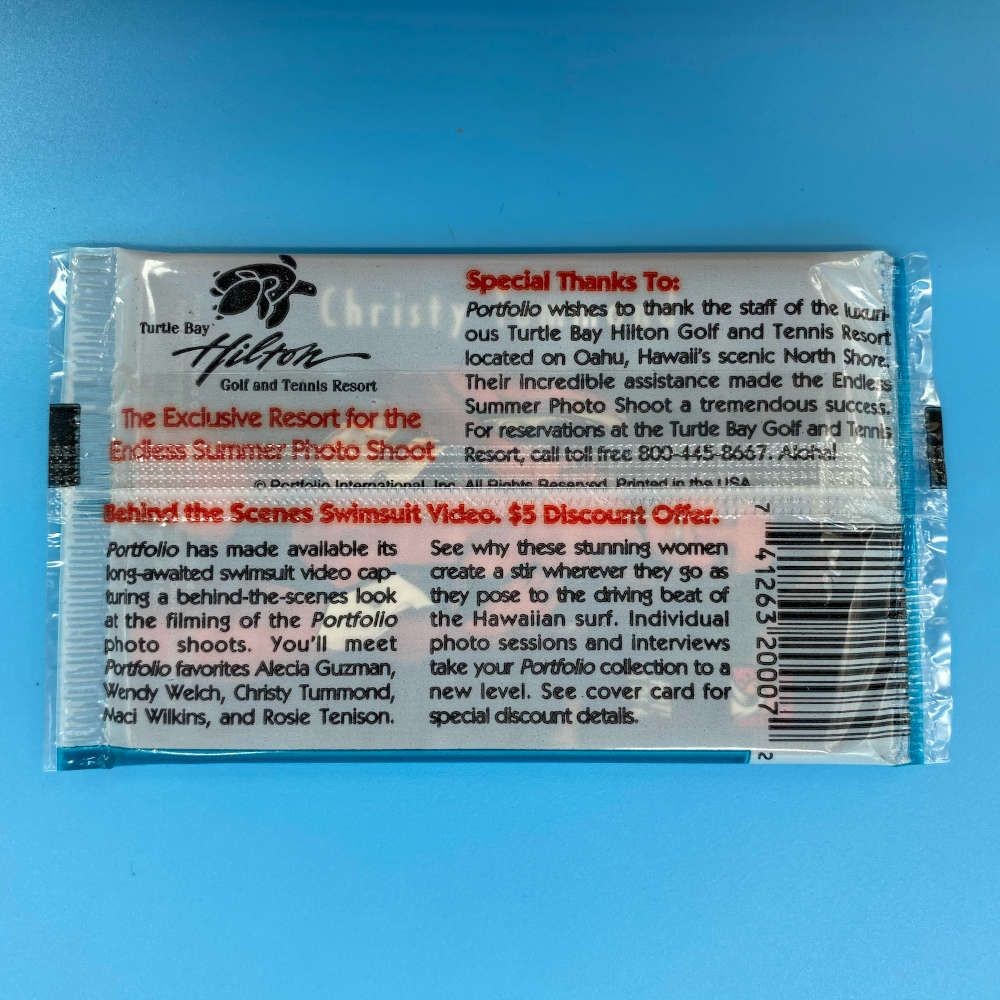 Turtle Bay
Hilton
Golf and Tennis Resort
The Exclusive Resort for the
Endless Summer Photo Shoot
Christy
Special Thanks To:
Portfolio wishes to thank the staff of the luxuri-
ous Turtle Bay Hilton Golf and Tennis Resort
located on Oahu, Hawaii's scenic North Shore.
Their incredible assistance made the Endless
Summer Photo Shoot a tremendous success.
For reservations at the Turtle Bay Golf and Tennis
Resort, call toll free 800-445-8667. Aloha!
© Portfolio International, Inc. All Rights Reserved. Printed in the USA
Behind the Scenes Swimsuit Video. $5 Discount Offer.
Portfolio has made available its
long-awaited swimsuit video cap-
turing a behind-the-scenes look
at the filming of the Portfolio
photo shoots. You'll meet
Portfolio favorites Alecia Guzman,
Wendy Welch, Christy Tummond,
Naci Wilkins, and Rosie Tenison.
See why these stunning women
create a stir wherever they go as
they pose to the driving beat of
the Hawaiian surf. Individual
photo sessions and interviews
take your Portfolio collection to a
new level. See cover card for
special discount details.
7 41263 20007 2